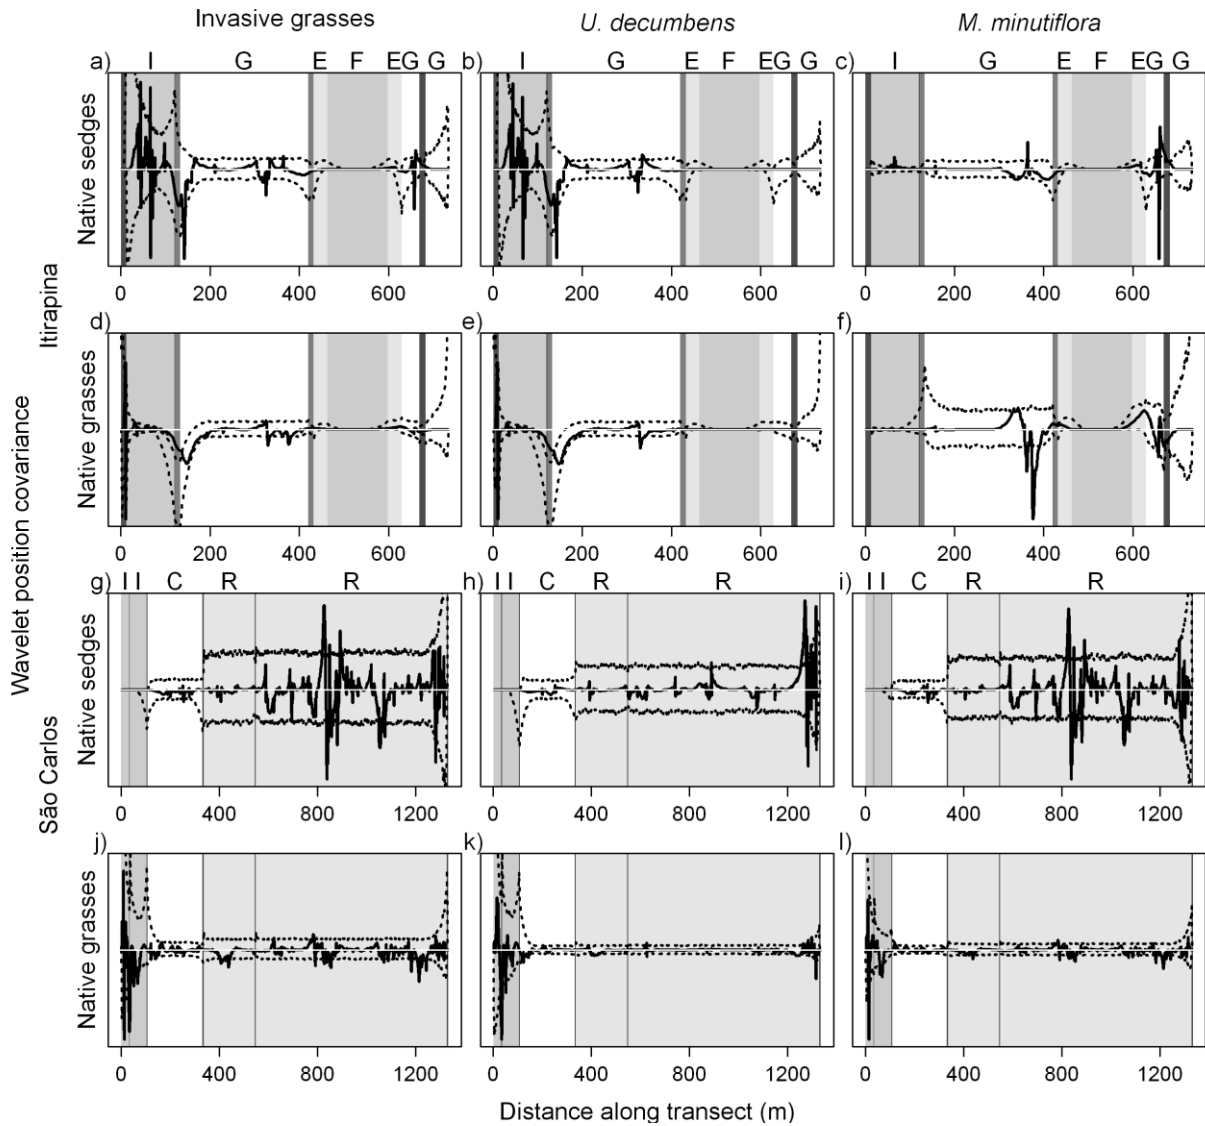 Invasive grasses
U. decumbens
M. minutiflora
a) I G E F EG G
b) I G E F EG G
c) I G E F EG G
Native sedges
0 200 400 600
0 200 400 600
0 200 400 600
Itirapina
d)
e)
f)
Native grasses
0 200 400 600
0 200 400 600
0 200 400 600
Wavelet position covariance
g) I I C R R
h) I I C R R
i) I I C R R
Native sedges
0 400 800 1200
0 400 800 1200
0 400 800 1200
São Carlos
j)
k)
l)
Native grasses
0 400 800 1200
0 400 800 1200
0 400 800 1200
Distance along transect (m)